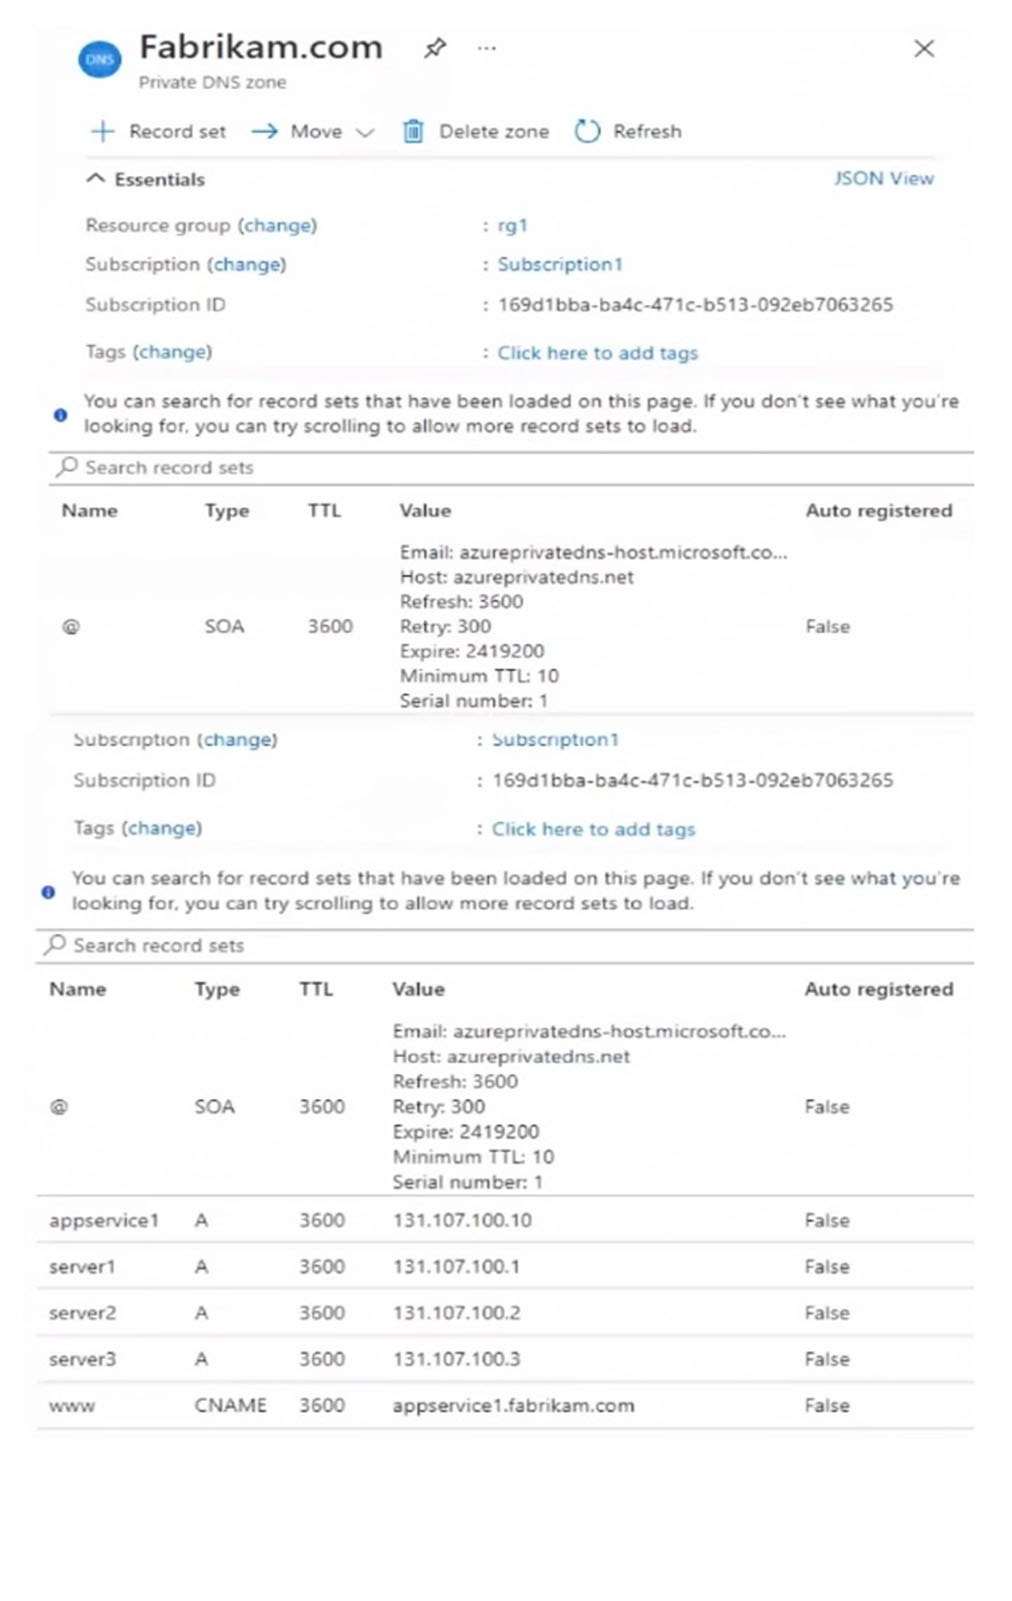 DNS
Fabrikam.com
Private DNS zone
Record set Move Delete zone Refresh
Essentials JSON View
Resource group (change) : rg1
Subscription (change) : Subscription1
Subscription ID : 169d1bba-ba4c-471c-b513-092eb7063265
Tags (change) : Click here to add tags
You can search for record sets that have been loaded on this page. If you don't see what you're
looking for, you can try scrolling to allow more record sets to load.
Search record sets
Name Type TTL Value Auto registered
Email: azureprivatedns-host.microsoft.co...
Host: azureprivatedns.net
Refresh: 3600
@ SOA 3600 Retry: 300 False
Expire: 2419200
Minimum TTL: 10
Serial number: 1
Subscription (change) : Subscription1
Subscription ID : 169d1bba-ba4c-471c-b513-092eb7063265
Tags (change) : Click here to add tags
You can search for record sets that have been loaded on this page. If you don't see what you're
looking for, you can try scrolling to allow more record sets to load.
Search record sets
Name Type TTL Value Auto registered
Email: azureprivatedns-host.microsoft.co...
Host: azureprivatedns.net
Refresh: 3600
@ SOA 3600 Retry: 300 False
Expire: 2419200
Minimum TTL: 10
Serial number: 1
appservice1 A 3600 131.107.100.10 False
server1 A 3600 131.107.100.1 False
server2 A 3600 131.107.100.2 False
server3 A 3600 131.107.100.3 False
www CNAME 3600 appservice1.fabrikam.com False